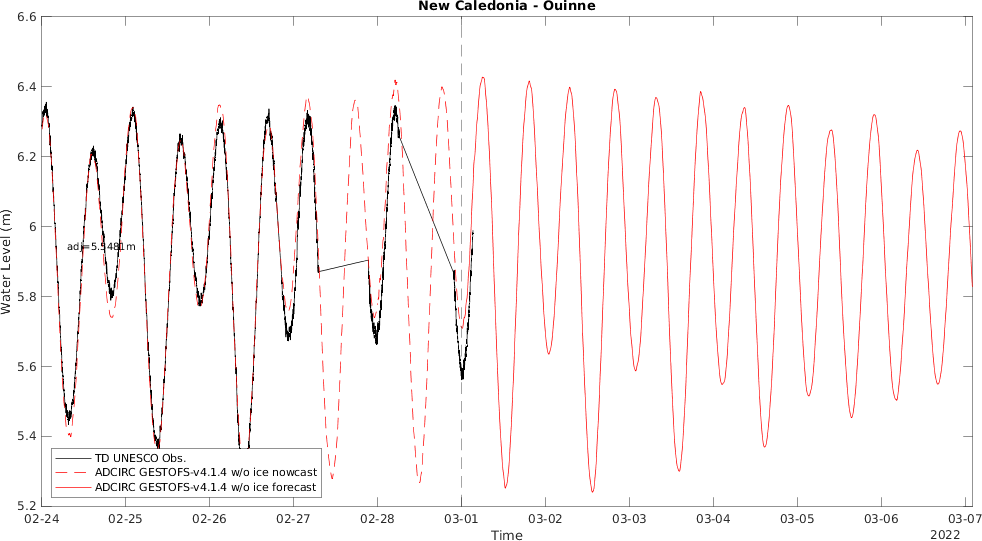 New Caledonia - Ouinne
6.6
6.4
6.2
6
5.8
5.6
5.4
5.2
Water Level (m)
adj=5.5481m
TD UNESCO Obs.
ADCIRC GESTOFS-v4.1.4 w/o ice nowcast
ADCIRC GESTOFS-v4.1.4 w/o ice forecast
02-24 02-25 02-26 02-27 02-28 03-01 03-02 03-03 03-04 03-05 03-06 03-07
Time
2022